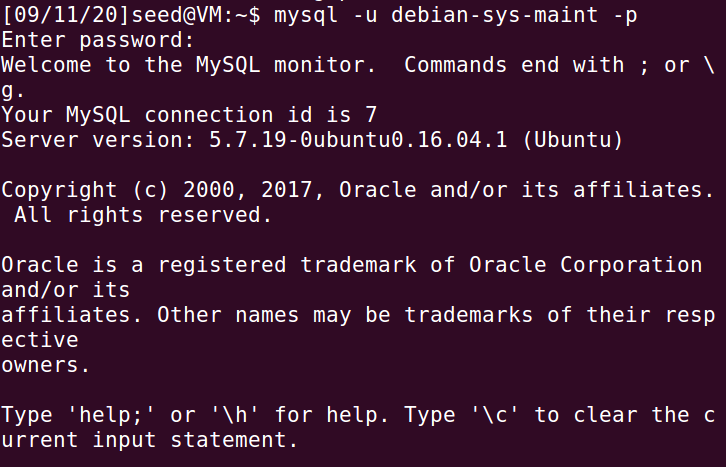 [09/11/20]seed@VM:~$ mysql -u debian-sys-maint -p
Enter password:
Welcome to the MySQL monitor.  Commands end with ; or \
g.
Your MySQL connection id is 7
Server version: 5.7.19-0ubuntu0.16.04.1 (Ubuntu)

Copyright (c) 2000, 2017, Oracle and/or its affiliates.
 All rights reserved.

Oracle is a registered trademark of Oracle Corporation
and/or its
affiliates. Other names may be trademarks of their resp
ective
owners.

Type 'help;' or '\h' for help. Type '\c' to clear the c
urrent input statement.